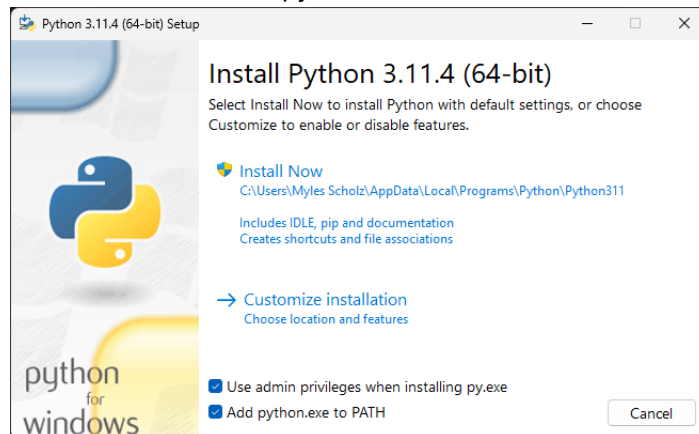 Python 3.11.4 (64-bit) Setup
Install Python 3.11.4 (64-bit)
Select Install Now to install Python with default settings, or choose
Customize to enable or disable features.
Install Now
C:\Users\Myles Scholz\AppData\Local\Programs\Python\Python311
Includes IDLE, pip and documentation
Creates shortcuts and file associations
→ Customize installation
Choose location and features
python
for
windows
Use admin privileges when installing py.exe
Add python.exe to PATH
Cancel